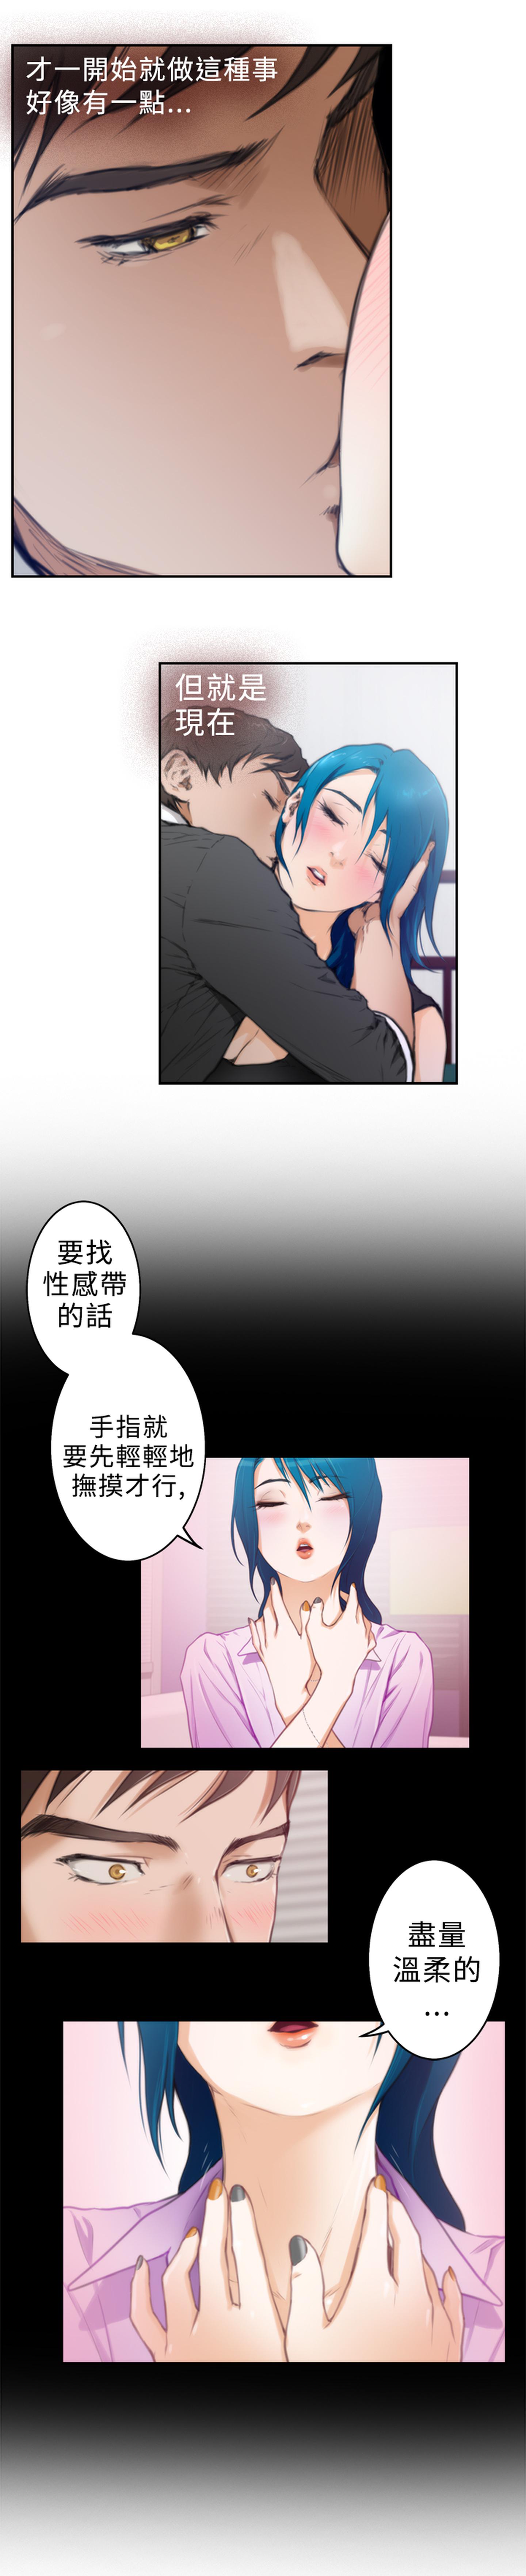 才一開始就做這種事
好像有一點...
但就是
現在
要找
性感帶
的話
手指就
要先輕輕地
撫摸才行,
盡量
溫柔的
...